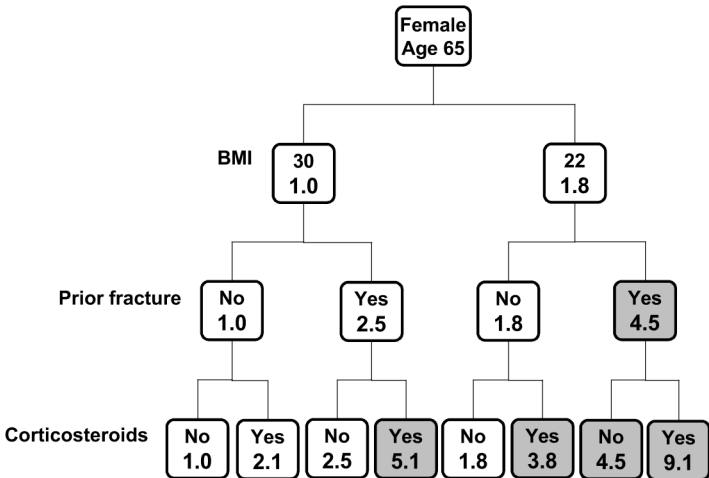 Female
Age 65
BMI
30
1.0
22
1.8
Prior fracture
No
1.0
Yes
2.5
No
1.8
Yes
4.5
Corticosteroids
No
1.0
Yes
2.1
No
2.5
Yes
5.1
No
1.8
Yes
3.8
No
4.5
Yes
9.1